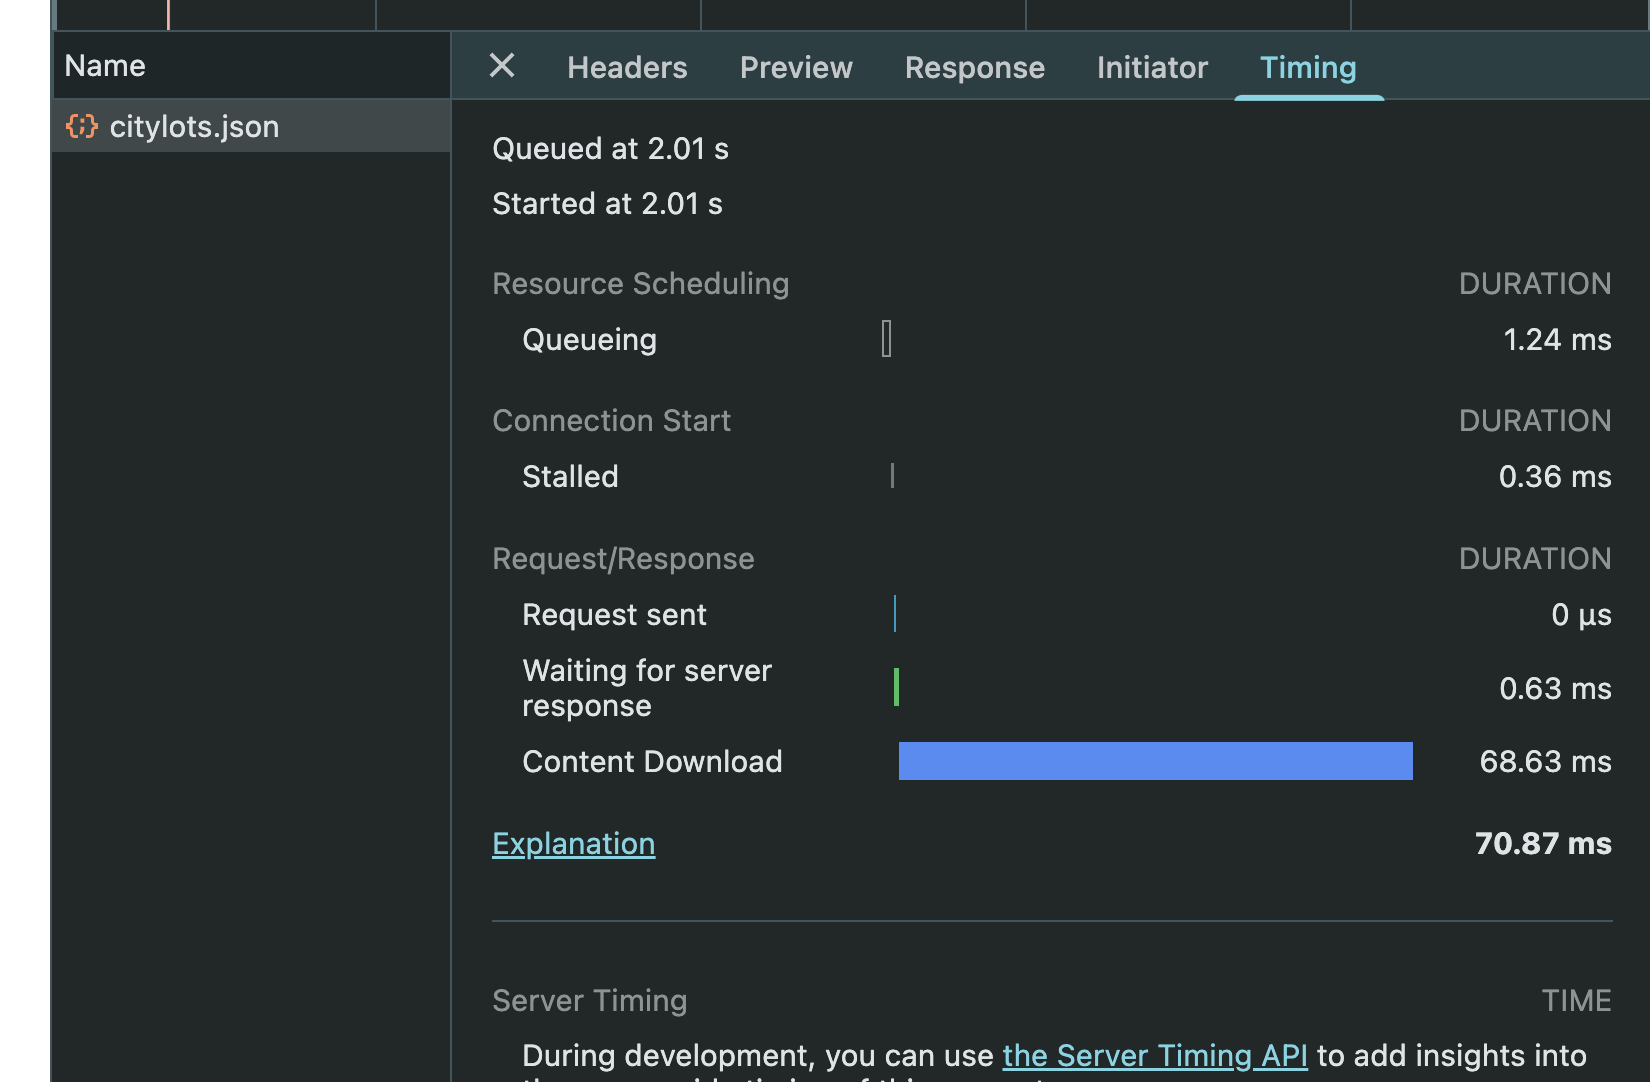 Name
× Headers Preview Response Initiator Timing
{;} citylots.json
Queued at 2.01 s
Started at 2.01 s
Resource Scheduling DURATION
Queueing 1.24 ms
Connection Start DURATION
Stalled 0.36 ms
Request/Response DURATION
Request sent 0 μs
Waiting for server
response 0.63 ms
Content Download 68.63 ms
Explanation 70.87 ms
Server Timing TIME
During development, you can use the Server Timing API to add insights into